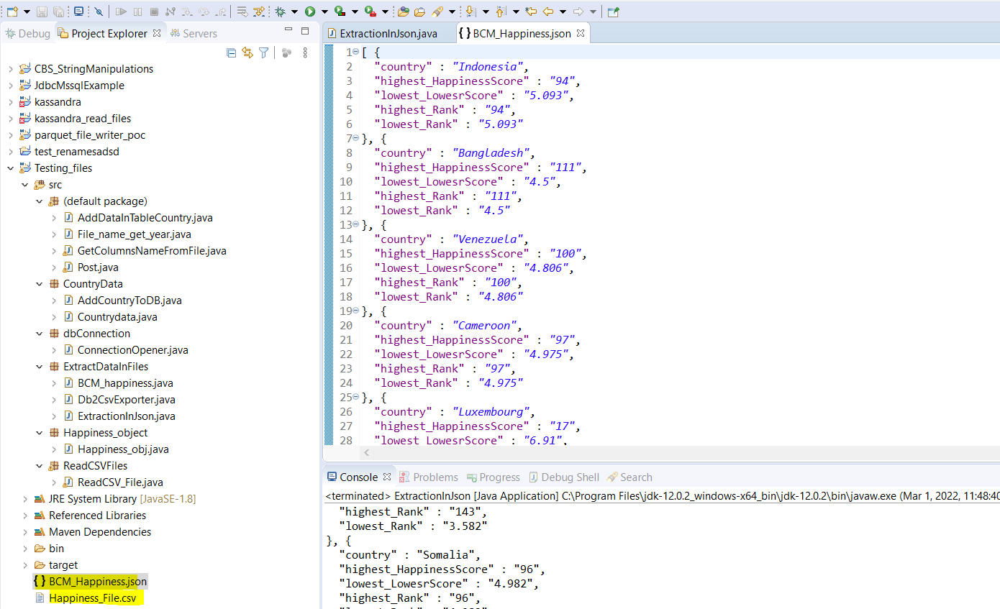 Debug Project Explorer Servers
CBS_StringManipulations
JdbcMssqlExample
kassandra
kassandra_read_files
parquet_file_writer_poc
test_renamesadsd
Testing_files
src
(default package)
AddDataInTableCountry.java
File_name_get_year.java
GetColumnsNameFromFile.java
Post.java
CountryData
AddCountryToDB.java
Countrydata.java
dbConnection
ConnectionOpener.java
ExtractDataInFiles
BCM_happiness.java
Db2CsvExporter.java
ExtractionInJson.java
Happiness_object
Happiness_obj.java
ReadCSVFiles
ReadCSV_File.java
JRE System Library [JavaSE-1.8]
Referenced Libraries
Maven Dependencies
bin
target
{} BCM_Happiness.json
Happiness_File.csv
ExtractionInJson.java {} BCM_Happiness.json
1 [ {
2 "country" : "Indonesia",
3 "highest_HappinessScore" : "94",
4 "lowest_LowesrScore" : "5.093",
5 "highest_Rank" : "94",
6 "lowest_Rank" : "5.093"
7 }, {
8 "country" : "Bangladesh",
9 "highest_HappinessScore" : "111",
10 "lowest_LowesrScore" : "4.5",
11 "highest_Rank" : "111",
12 "lowest_Rank" : "4.5"
13 }, {
14 "country" : "Venezuela",
15 "highest_HappinessScore" : "100",
16 "lowest_LowesrScore" : "4.806",
17 "highest_Rank" : "100",
18 "lowest_Rank" : "4.806"
19 }, {
20 "country" : "Cameroon",
21 "highest_HappinessScore" : "97",
22 "lowest_LowesrScore" : "4.975",
23 "highest_Rank" : "97",
24 "lowest_Rank" : "4.975"
25 }, {
26 "country" : "Luxembourg",
27 "highest_HappinessScore" : "17",
28 "lowest_LowesrScore" : "6.91",
Console Problems Progress Debug Shell Search
<terminated> ExtractionInJson [Java Application] C:\Program Files\jdk-12.0.2_windows-x64_bin\jdk-12.0.2\bin\javaw.exe (Mar 1, 2022, 11:48:40
"highest_Rank" : "143",
"lowest_Rank" : "3.582"
}, {
"country" : "Somalia",
"highest_HappinessScore" : "96",
"lowest_LowesrScore" : "4.982",
"highest_Rank" : "96",